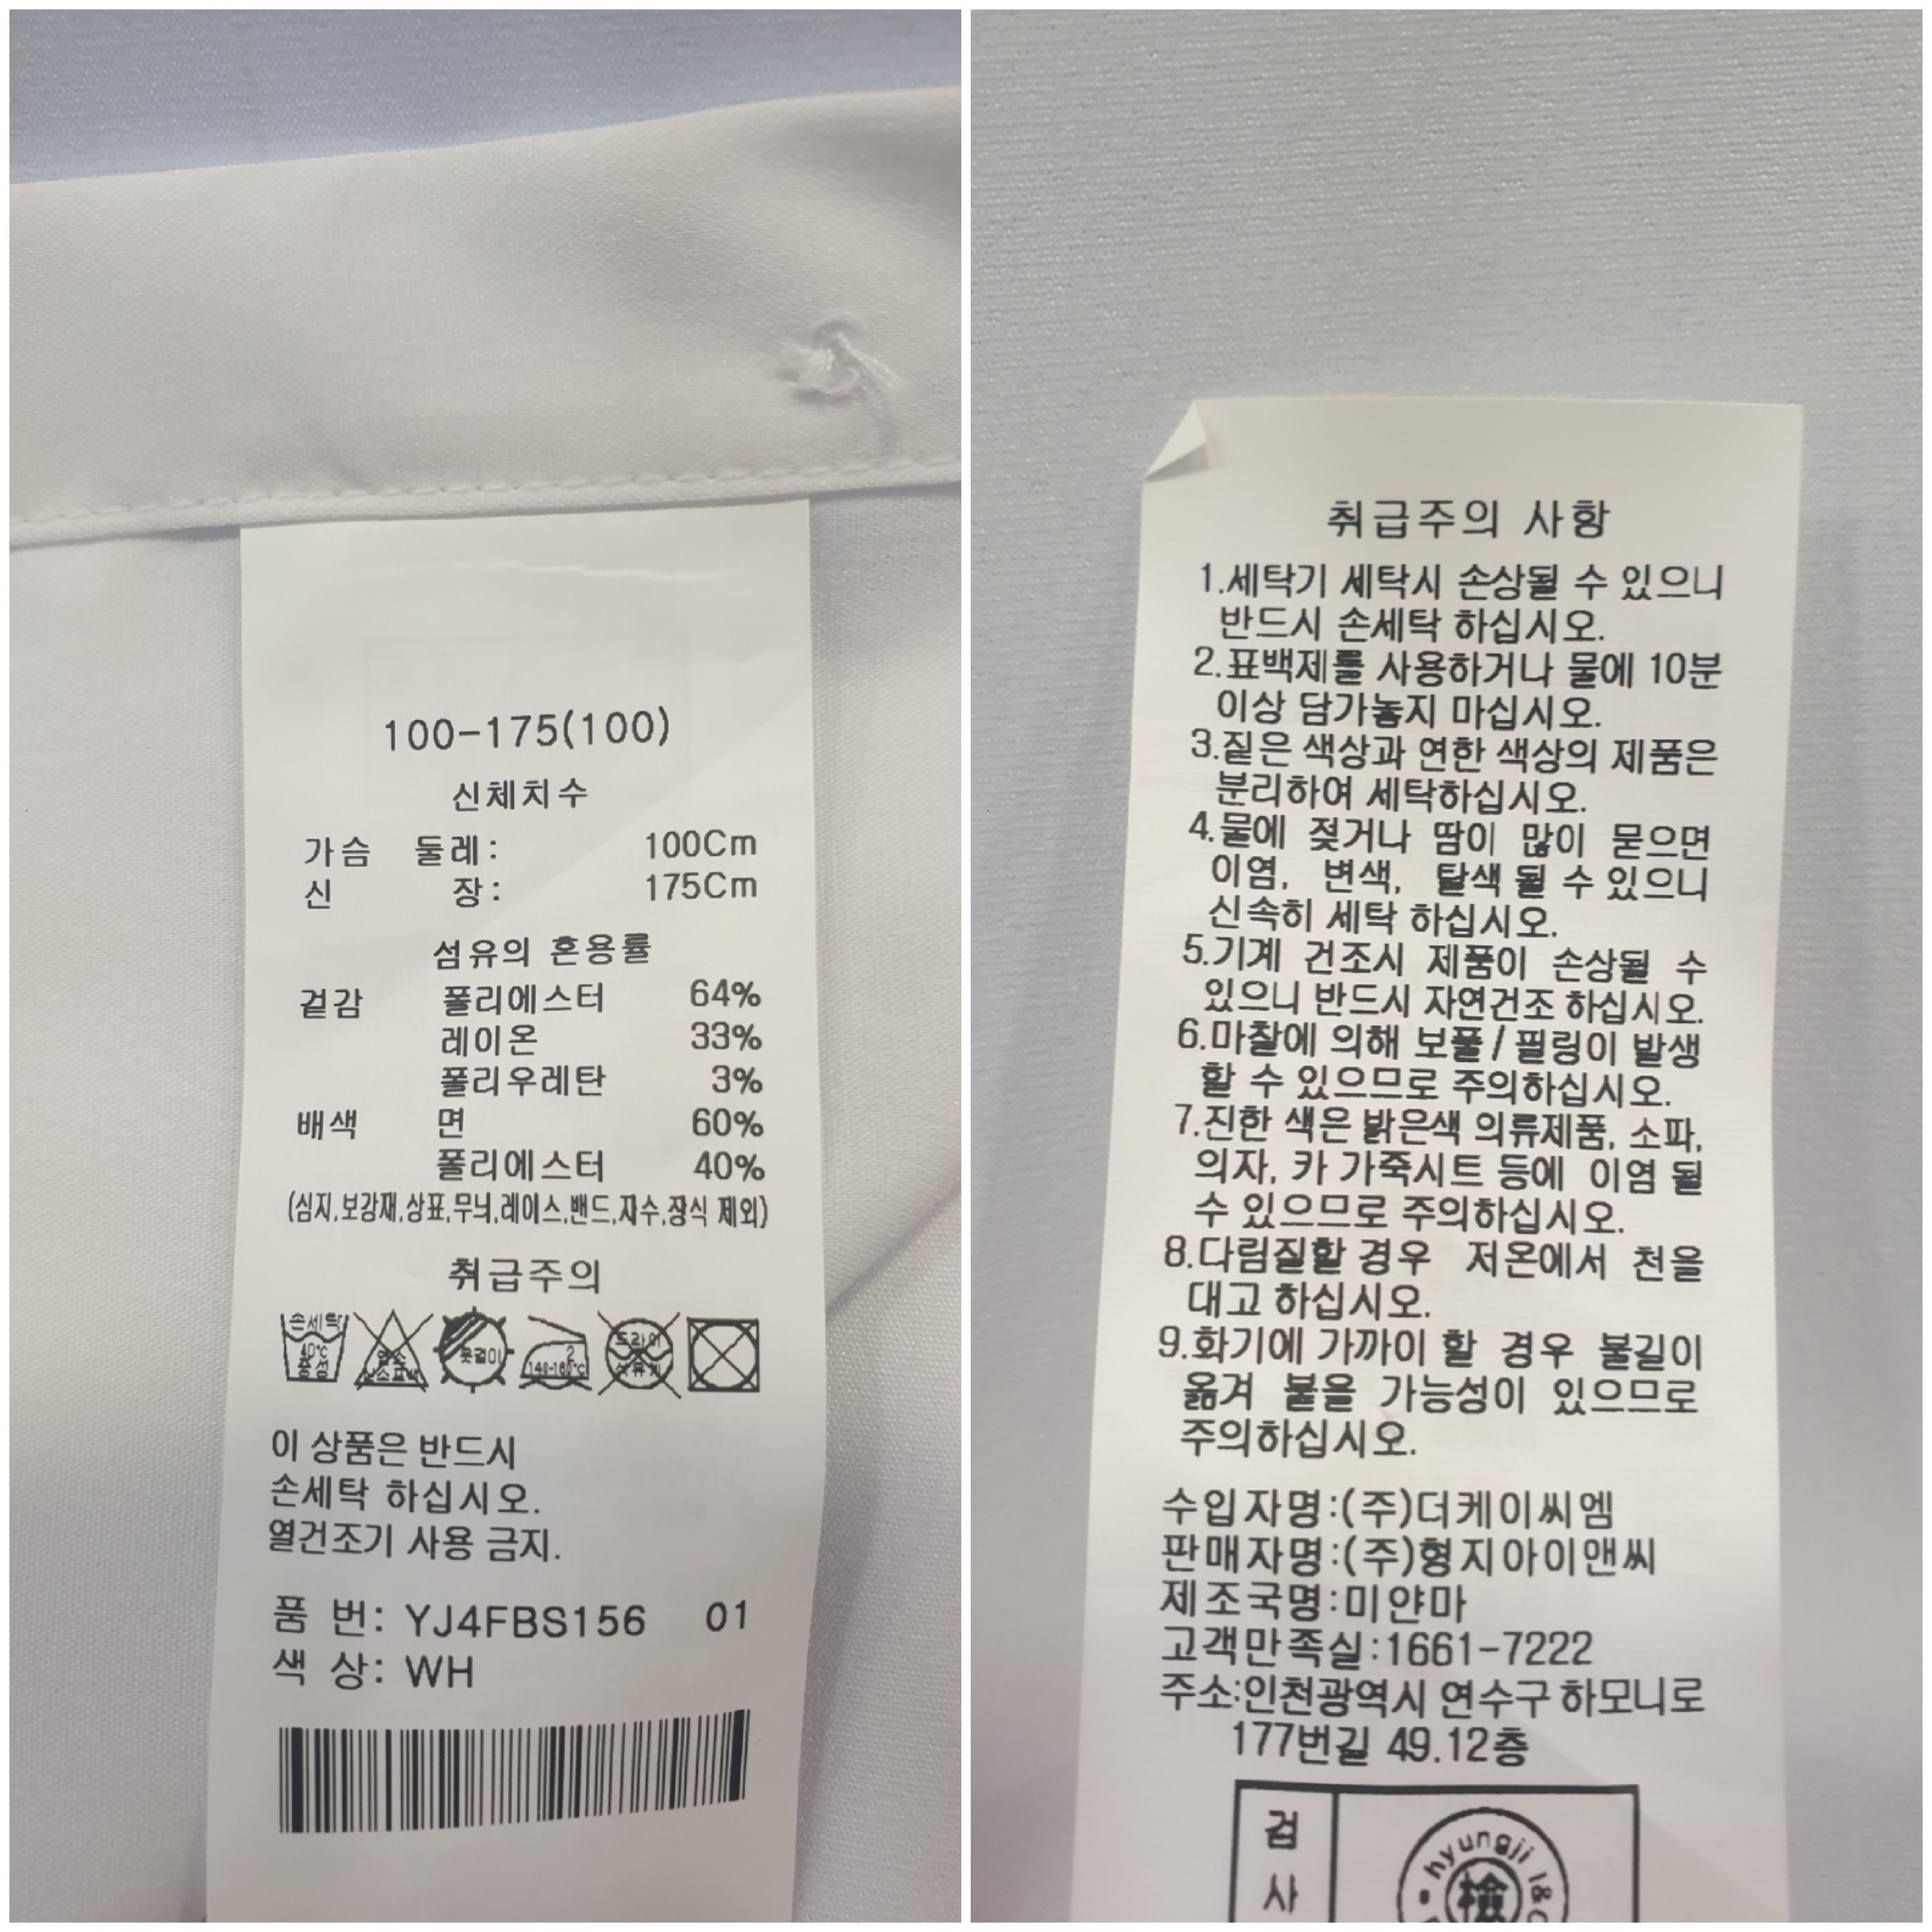 100-175(100)
신체치수
가슴 둘레: 100Cm
신 장: 175Cm
섬유의 혼용률
겉감 폴리에스터 64%
레이온 33%
폴리우레탄 3%
배색 면 60%
폴리에스터 40%
(심지,보강재,상표,무늬,레이스,밴드,자수,장식 제외)
취급주의
손세탁 40℃ 중성
염소 산소표백
옷걸이
2 140-160℃
드라이 석유계
이 상품은 반드시
손세탁 하십시오.
열건조기 사용 금지.
품 번: YJ4FBS156 01
색 상: WH
취급주의 사항
1.세탁기 세탁시 손상될 수 있으니
반드시 손세탁 하십시오.
2.표백제를 사용하거나 물에 10분
이상 담가놓지 마십시오.
3.짙은 색상과 연한 색상의 제품은
분리하여 세탁하십시오.
4.물에 젖거나 땀이 많이 묻으면
이염, 변색, 탈색 될 수 있으니
신속히 세탁 하십시오.
5.기계 건조시 제품이 손상될 수
있으니 반드시 자연건조 하십시오.
6.마찰에 의해 보풀/필링이 발생
할 수 있으므로 주의하십시오.
7.진한 색은 밝은색 의류제품, 소파,
의자, 카 가죽시트 등에 이염 될
수 있으므로 주의하십시오.
8.다림질할 경우 저온에서 천을
대고 하십시오.
9.화기에 가까이 할 경우 불길이
옮겨 붙을 가능성이 있으므로
주의하십시오.
수입자명:(주)더케이씨엠
판매자명:(주)형지아이앤씨
제조국명:미얀마
고객만족실:1661-7222
주소:인천광역시 연수구 하모니로
177번길 49.12층
검
사
hyungji I&C
檢